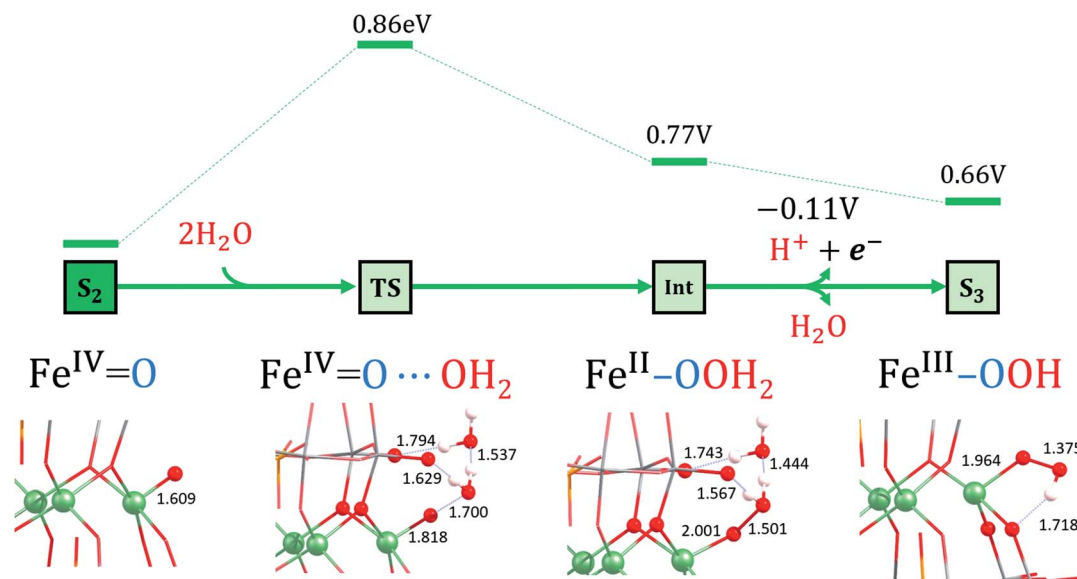 0.86eV
0.77V
0.66V
−0.11V
2H₂O
H⁺ + e⁻
S₂
TS
Int
S₃
H₂O
Feᴵⱽ=O
Feᴵⱽ=O ··· OH₂
Feᴵᴵ−OOH₂
Feᴵᴵᴵ−OOH
1.609
1.794
1.537
1.629
1.700
1.818
1.743
1.444
1.567
2.001
1.501
1.964
1.375
1.718